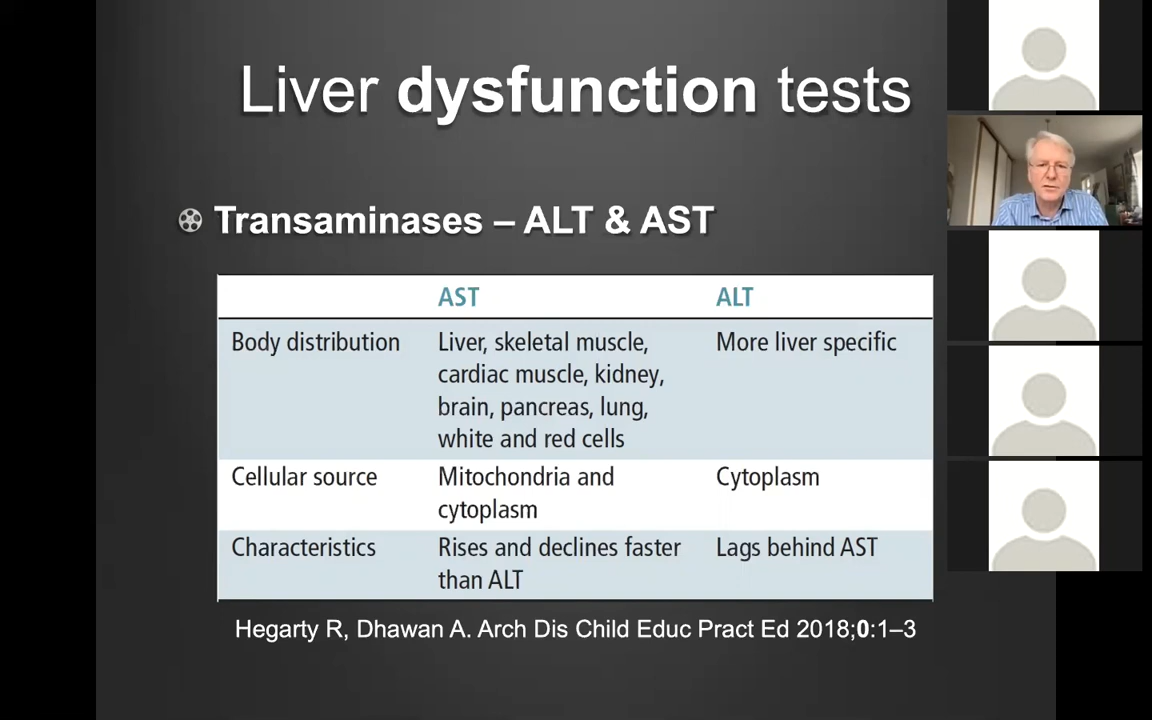 Liver dysfunction tests
Transaminases – ALT & AST
AST ALT
Body distribution Liver, skeletal muscle, More liver specific
cardiac muscle, kidney,
brain, pancreas, lung,
white and red cells
Cellular source Mitochondria and Cytoplasm
cytoplasm
Characteristics Rises and declines faster Lags behind AST
than ALT
Hegarty R, Dhawan A. Arch Dis Child Educ Pract Ed 2018;0:1–3